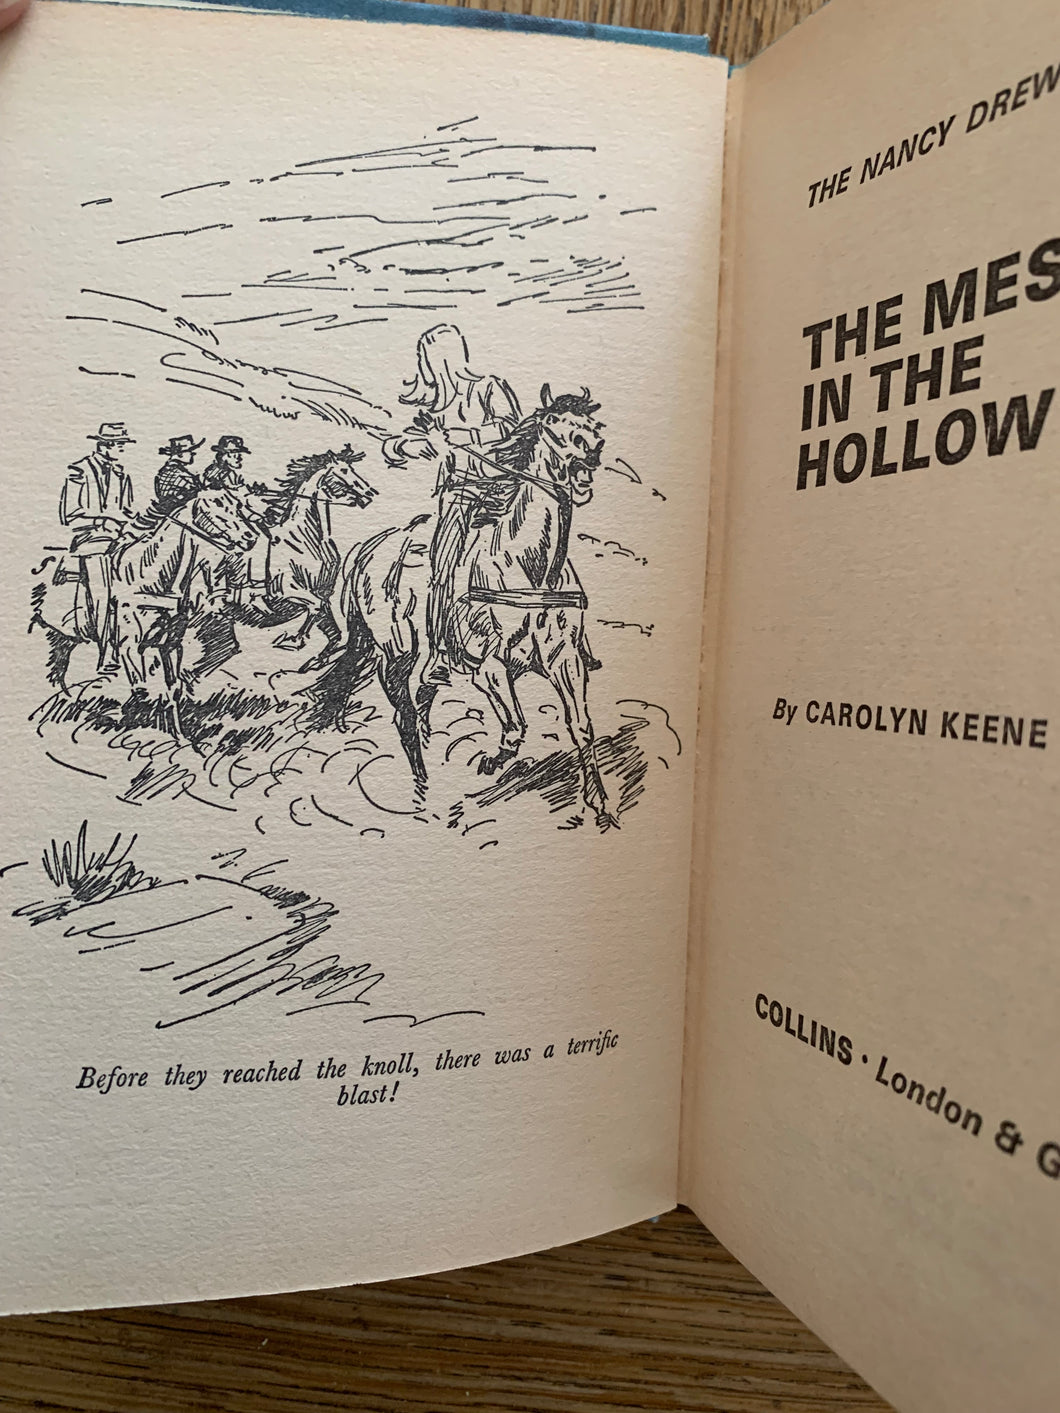 Before they reached the knoll, there was a terrific
blast!
THE NANCY DREW
THE MES
IN THE
HOLLOW
By CAROLYN KEENE
COLLINS · London & G